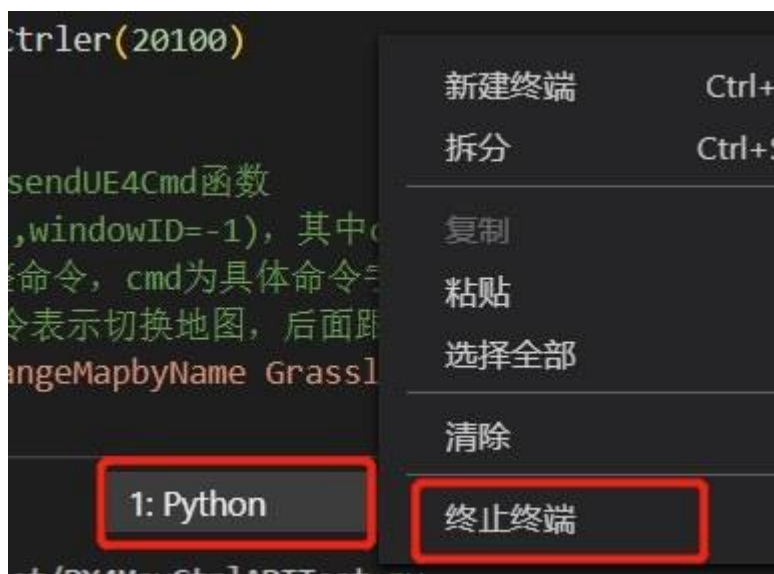 trler(20100)
新建终端 Ctrl+
拆分 Ctrl+
sendUE4Cmd函数
,windowID=-1), 其中
复制
命令, cmd为具体命令
粘贴
令表示切换地图, 后面距
选择全部
angeMapbyName Grassl
清除
1: Python
终止终端